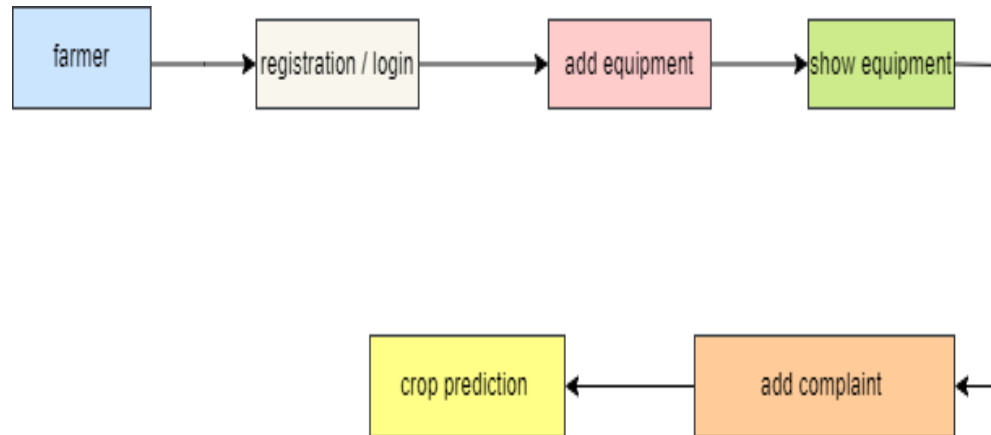 farmer
registration / login
add equipment
show equipment
crop prediction
add complaint